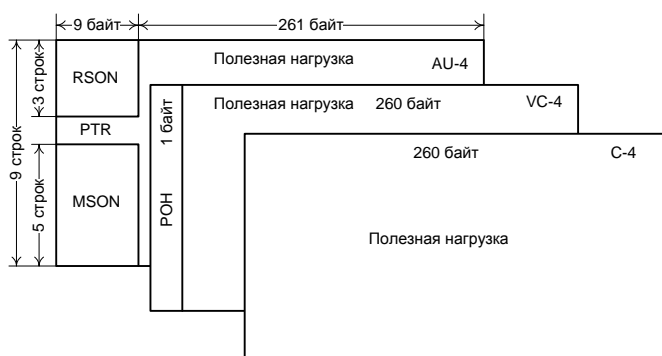 9 байт
261 байт
Полезная нагрузка
AU-4
RSON
3 строк
PTR
9 строк
5 строк
MSON
1 байт
POH
Полезная нагрузка
260 байт
VC-4
260 байт
C-4
Полезная нагрузка